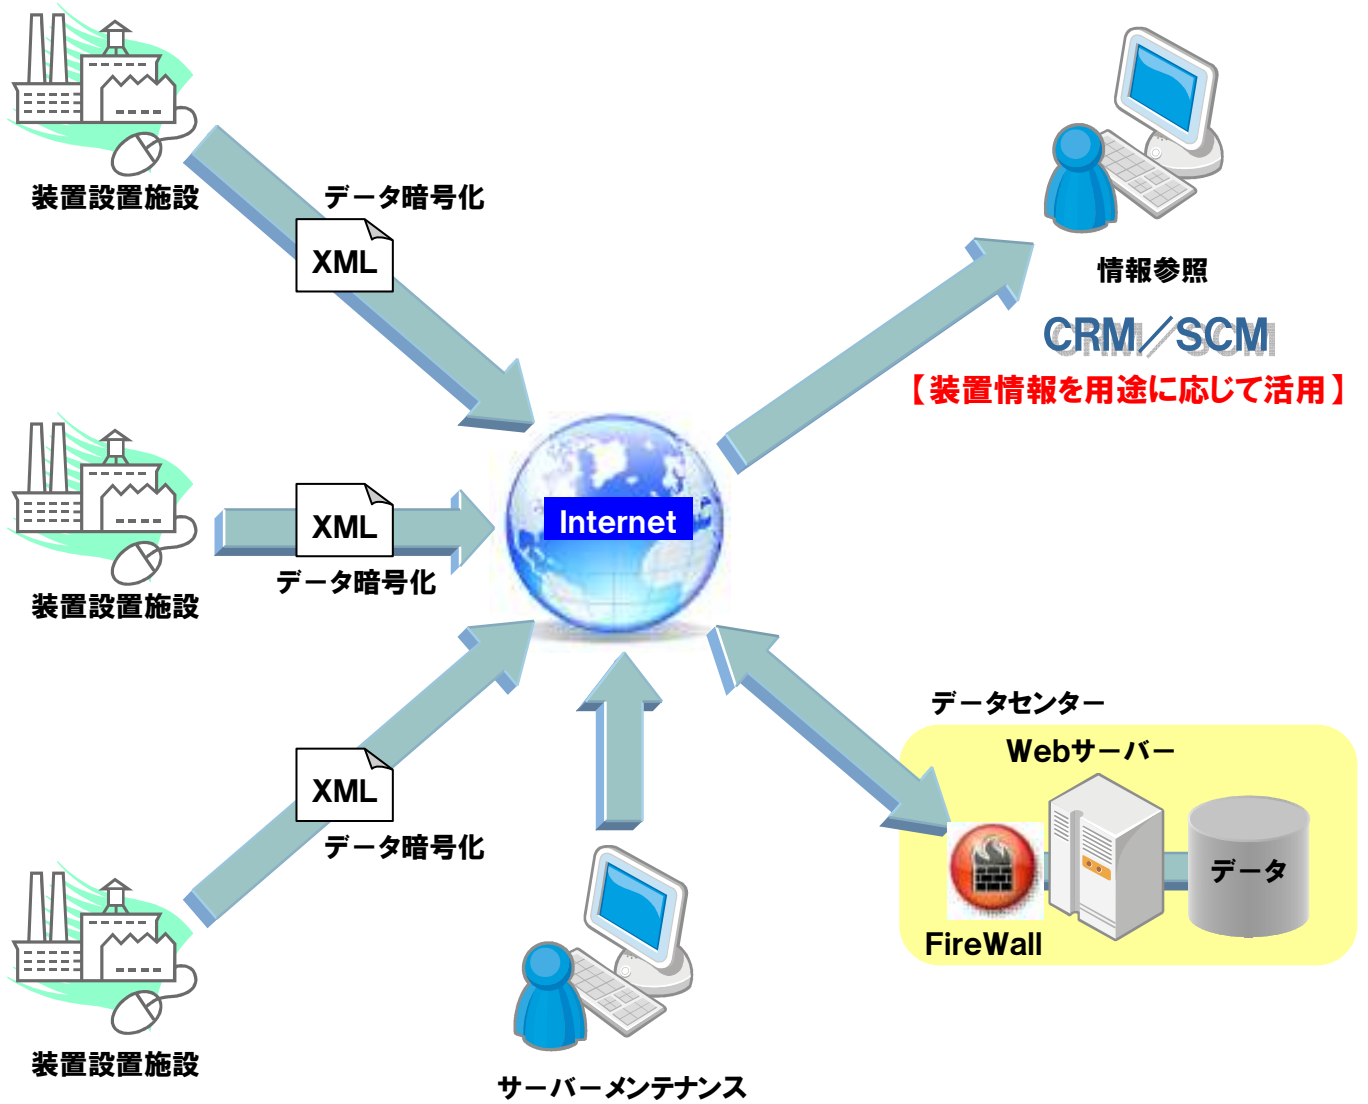 装置設置施設
データ暗号化
XML
情報参照
CRM／SCM
【装置情報を用途に応じて活用】
Internet
XML
データ暗号化
装置設置施設
データセンター
Webサーバー
XML
データ暗号化
データ
FireWall
装置設置施設
サーバーメンテナンス